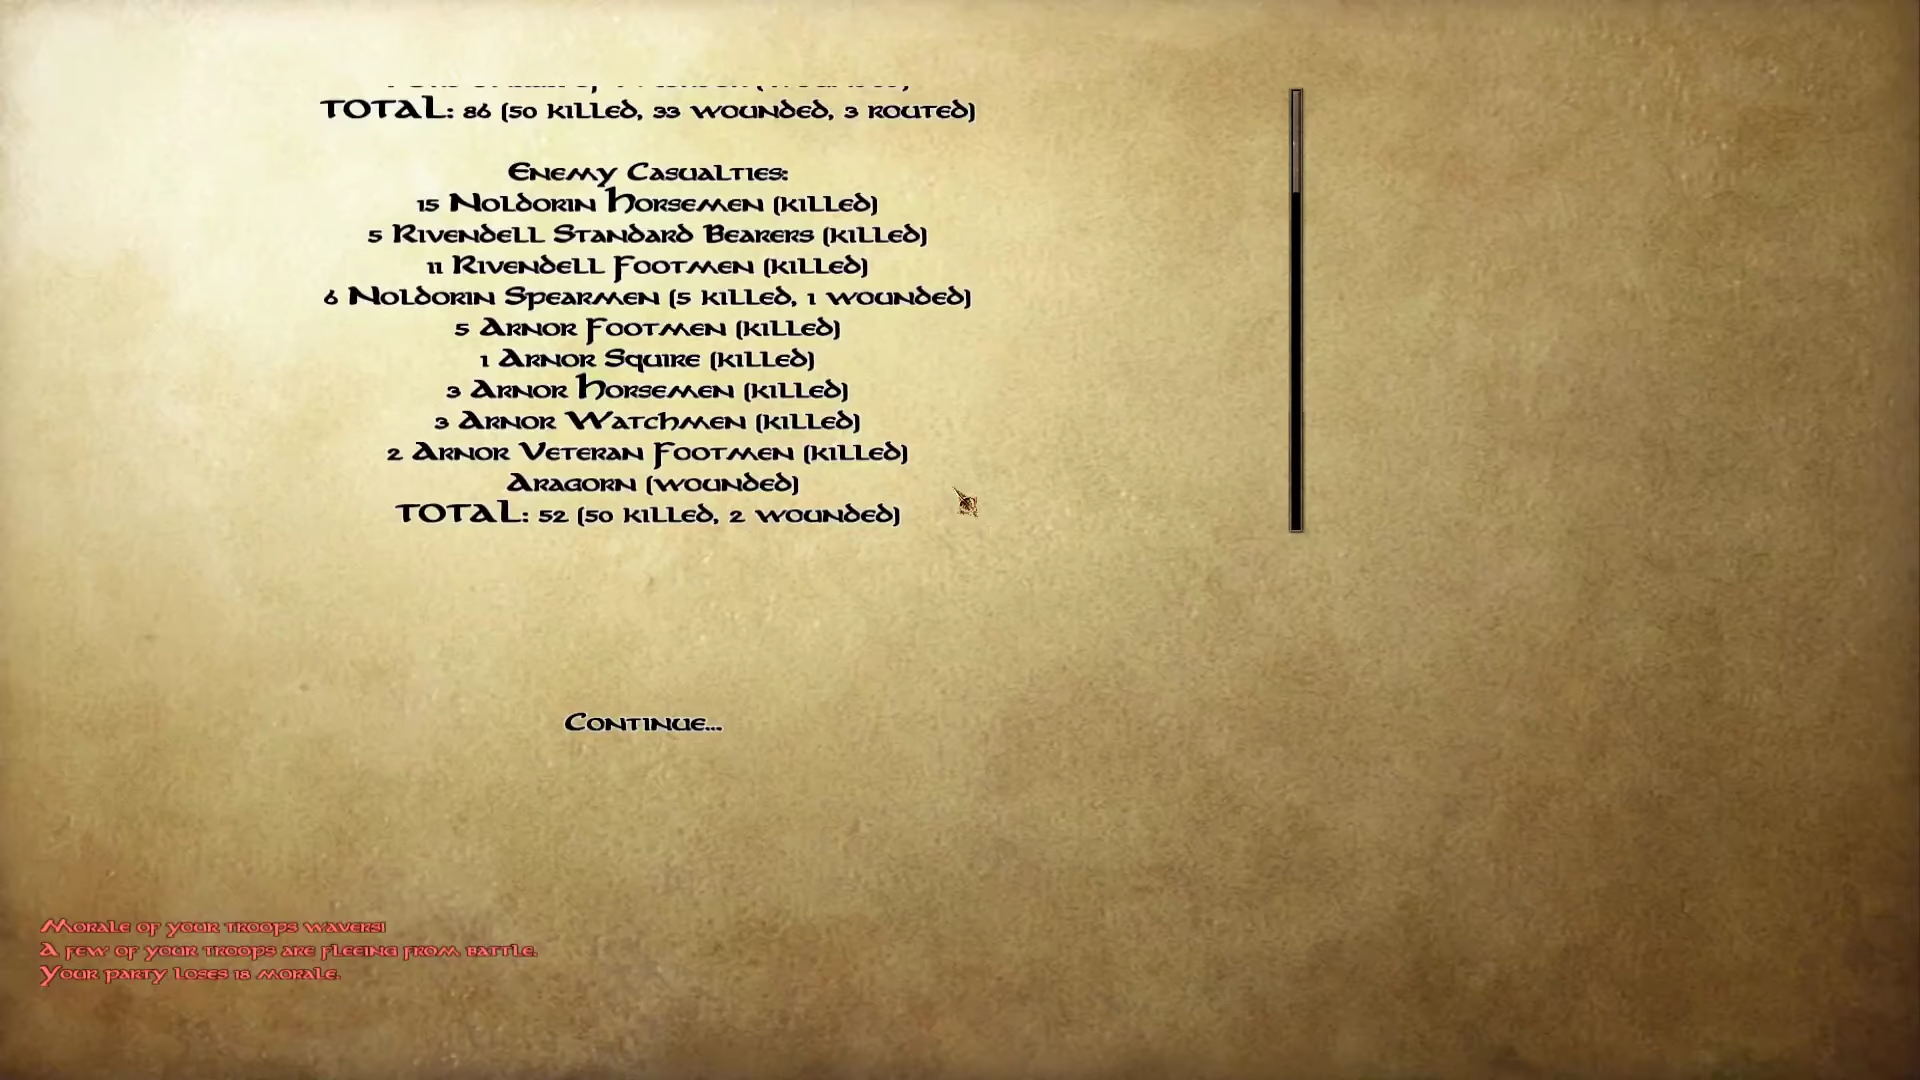 TOTAL: 86 (50 killed, 33 wounded, 3 routed)
Enemy Casualties:
15 Noldorin Horsemen (killed)
5 Rivendell Standard Bearers (killed)
11 Rivendell Footmen (killed)
6 Noldorin Spearmen (5 killed, 1 wounded)
5 Arnor Footmen (killed)
1 Arnor Squire (killed)
3 Arnor Horsemen (killed)
3 Arnor Watchmen (killed)
2 Arnor Veteran Footmen (killed)
Aragorn (wounded)
TOTAL: 52 (50 killed, 2 wounded)
Continue...
Morale of your troops wavers!
A few of your troops are fleeing from battle.
Your party loses 18 morale.